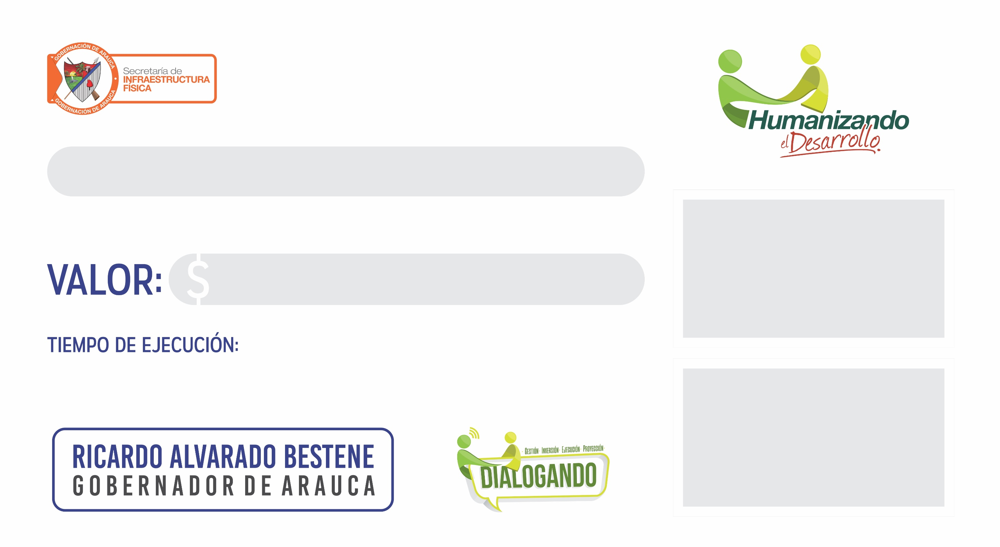 GOBERNACIÓN DE ARAUCA
Secretaría de
INFRAESTRUCTURA
FÍSICA
GOBERNACIÓN DE ARAUCA
Humanizando
el Desarrollo
VALOR: $
TIEMPO DE EJECUCIÓN:
RICARDO ALVARADO BESTENE
GOBERNADOR DE ARAUCA
· GESTIÓN · INVERSIÓN · EJECUCIÓN · PROYECCIÓN ·
DIALOGANDO